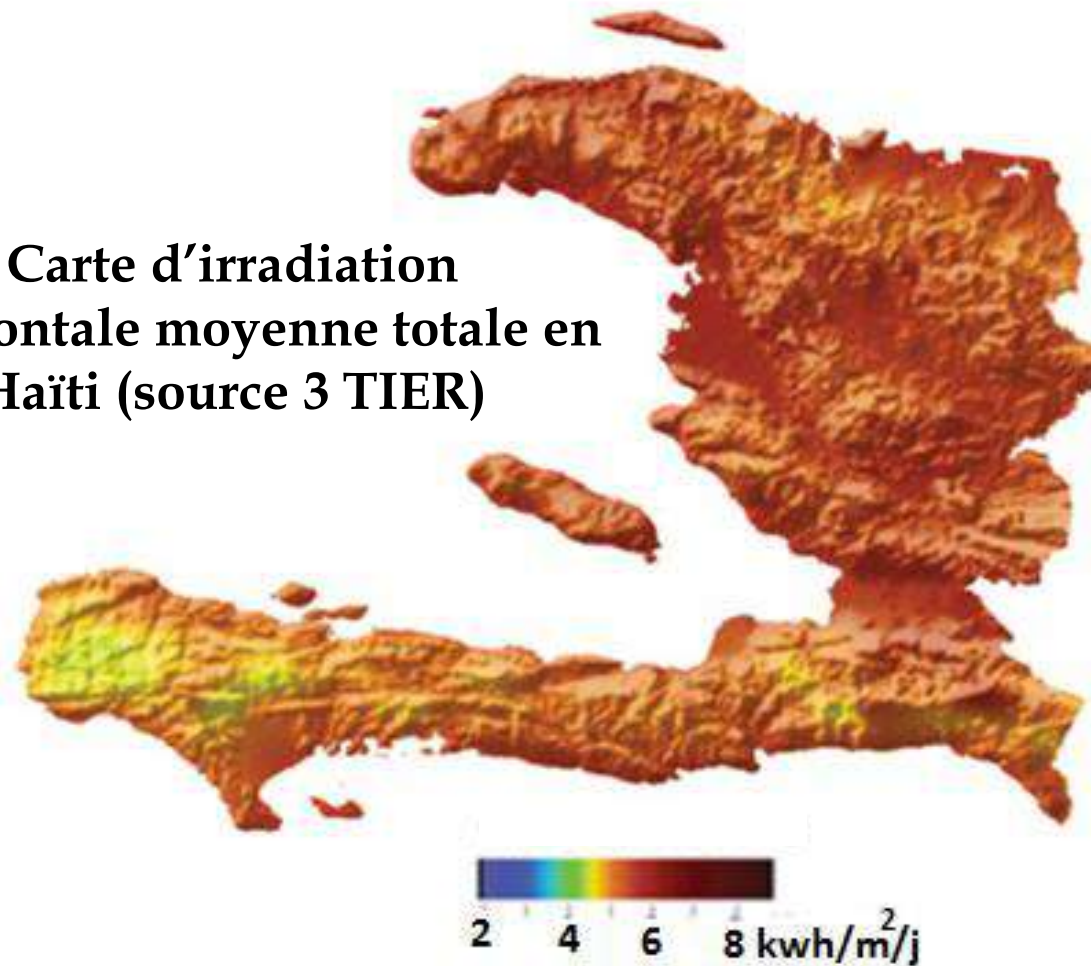 Carte d’irradiation
ontale moyenne totale en
Haïti (source 3 TIER)
2 4 6 8 kwh/m2/j